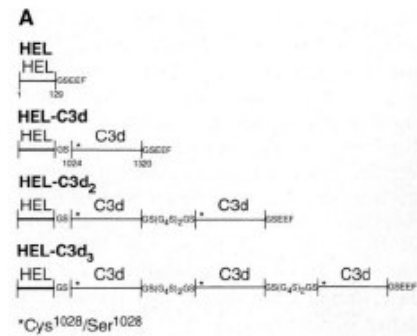 A
HEL
HEL
GSEEF
1 129
HEL-C3d
HEL C3d
GS * GSEEF
1024 1320
HEL-C3d₂
HEL C3d C3d
GS * GS(G₄S)₂GS * GSEEF
HEL-C3d₃
HEL C3d C3d C3d
GS * GS(G₄S)₂GS * GS(G₄S)₂GS * GSEEF
*Cys¹⁰²⁸/Ser¹⁰²⁸